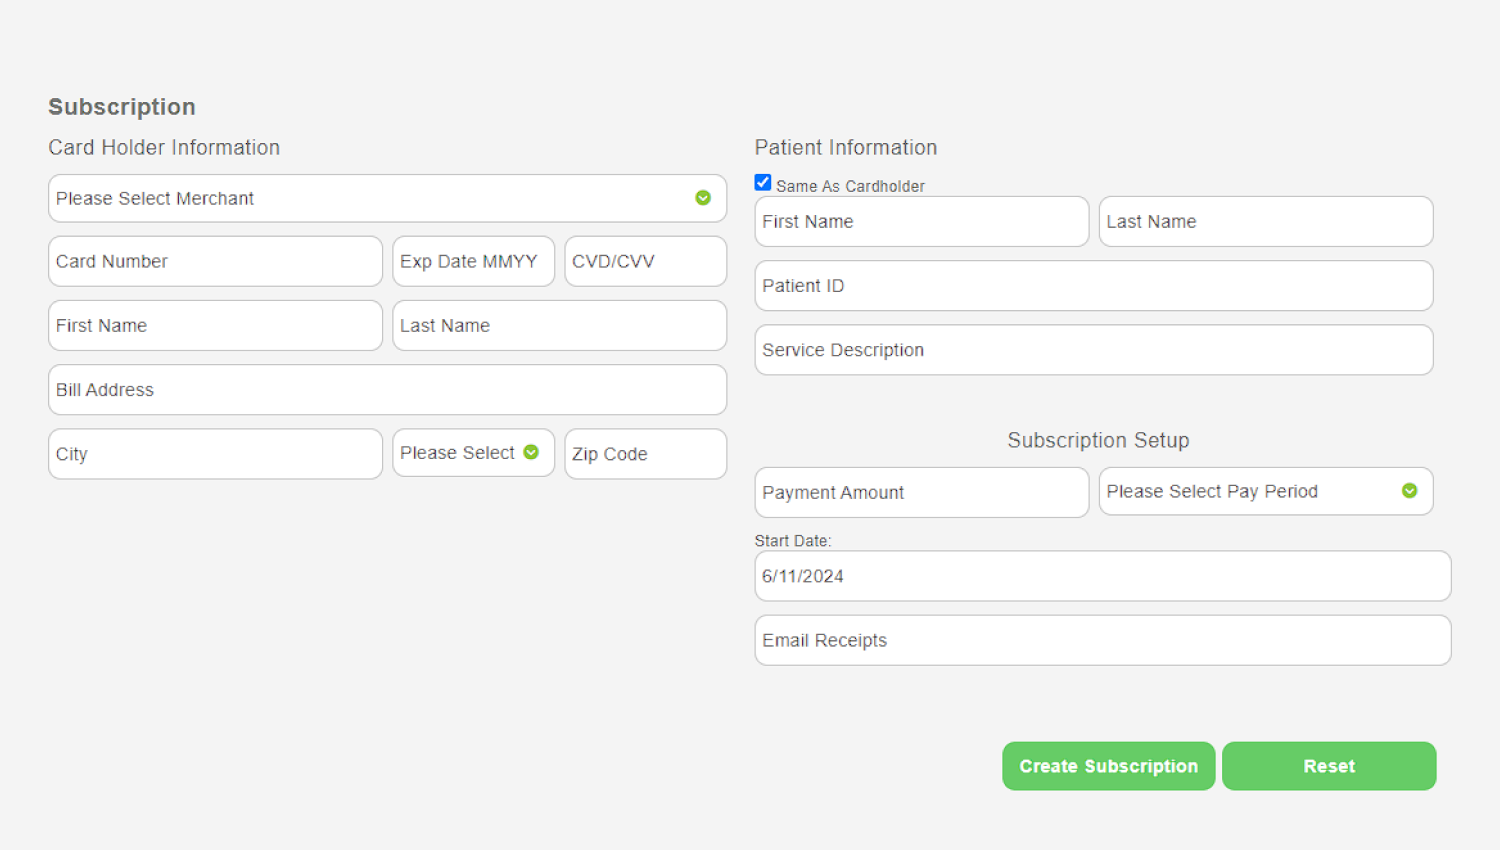 Subscription
Card Holder Information
Please Select Merchant
Card Number
Exp Date MMYY
CVD/CVV
First Name
Last Name
Bill Address
City
Please Select
Zip Code
Patient Information
Same As Cardholder
First Name
Last Name
Patient ID
Service Description
Subscription Setup
Payment Amount
Please Select Pay Period
Start Date:
6/11/2024
Email Receipts
Create Subscription
Reset